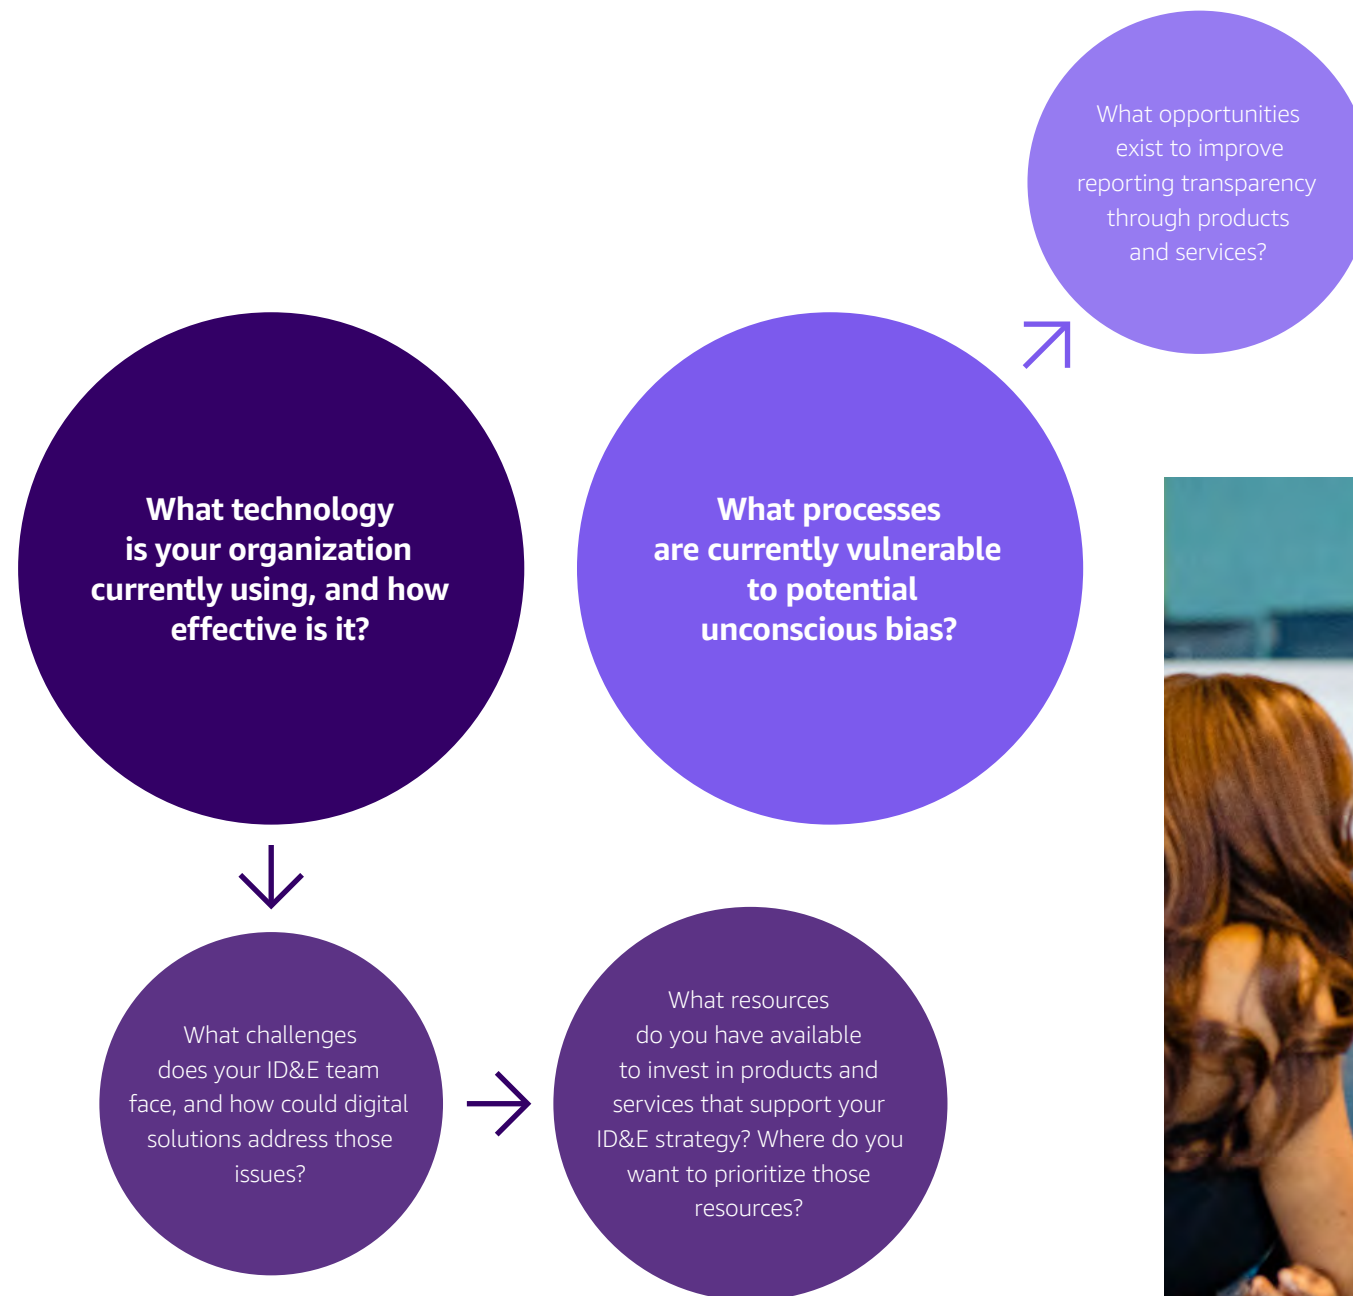 What opportunities
exist to improve
reporting transparency
through products
and services?
What technology
is your organization
currently using, and how
effective is it?
What processes
are currently vulnerable
to potential
unconscious bias?
What challenges
does your ID&E team
face, and how could digital
solutions address those
issues?
What resources
do you have available
to invest in products and
services that support your
ID&E strategy? Where do you
want to prioritize those
resources?